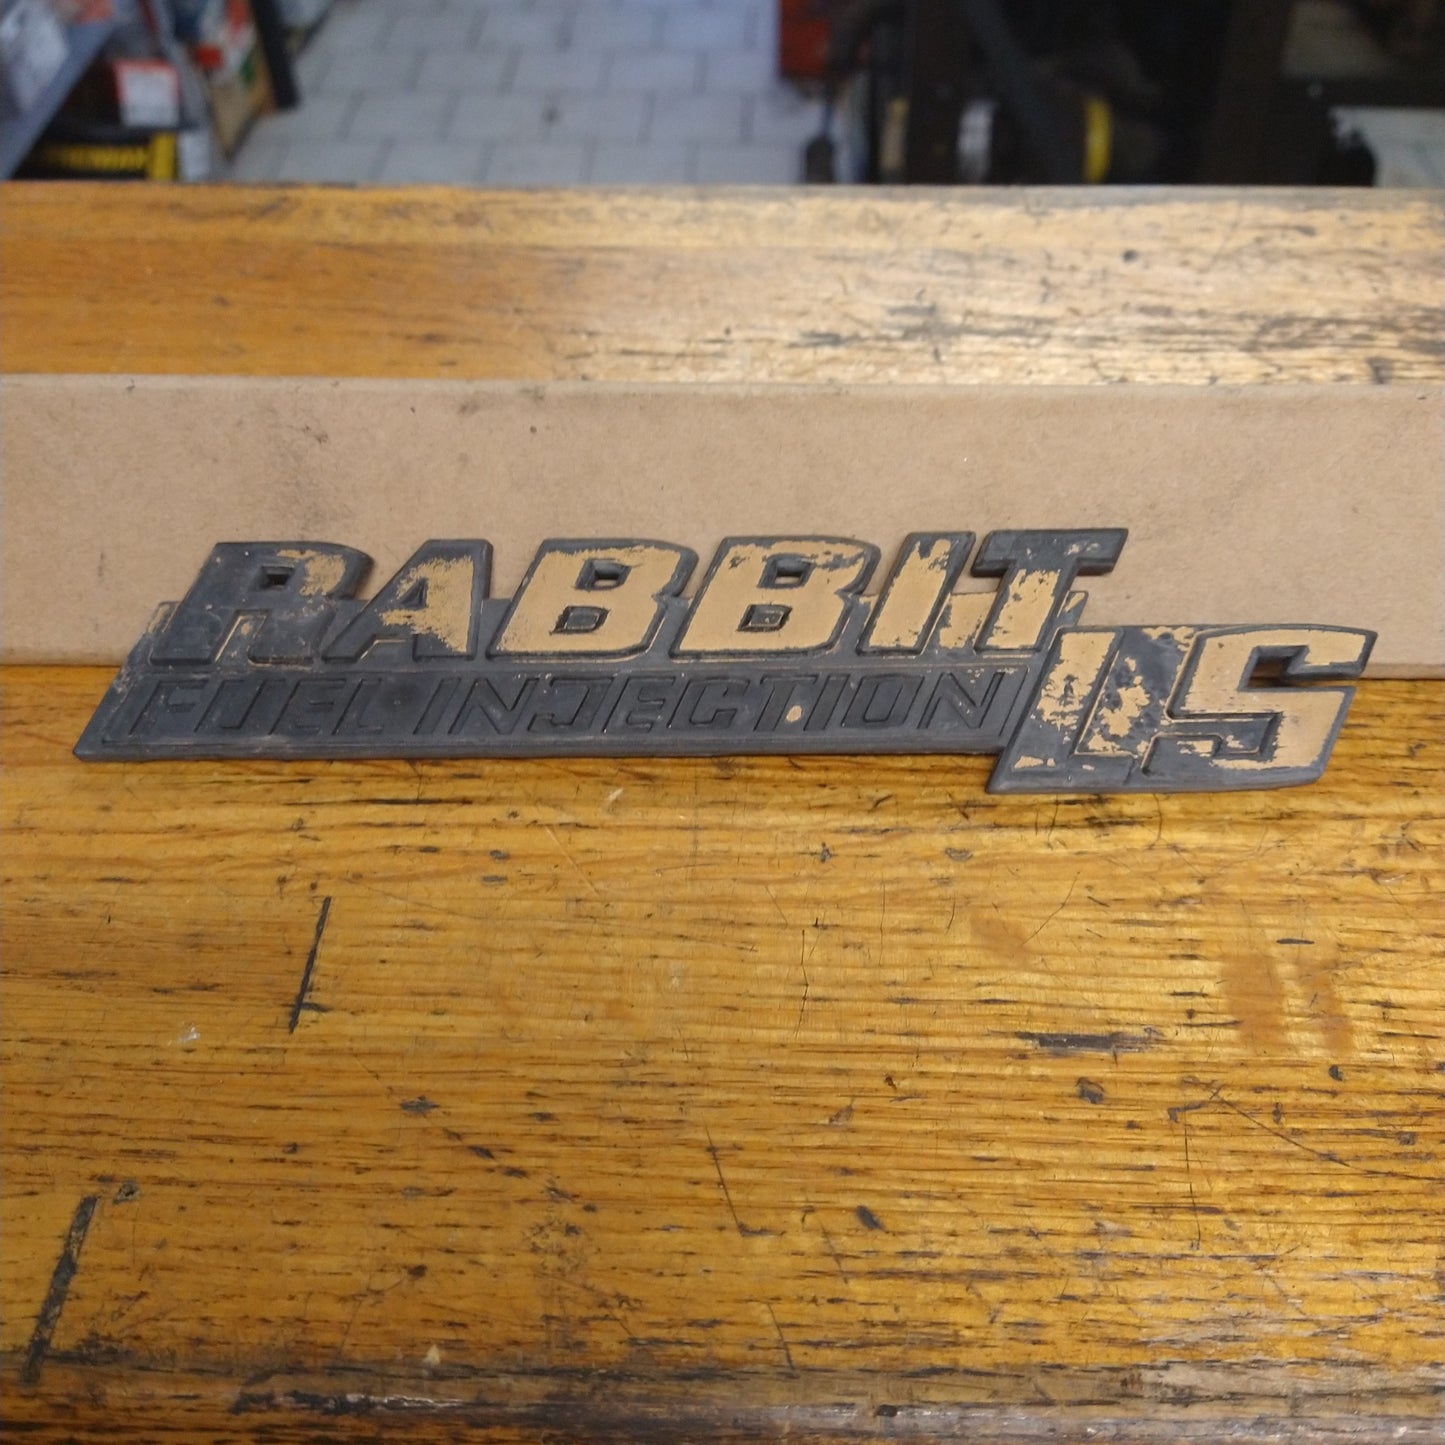 RABBIT
FUEL INJECTION
LS